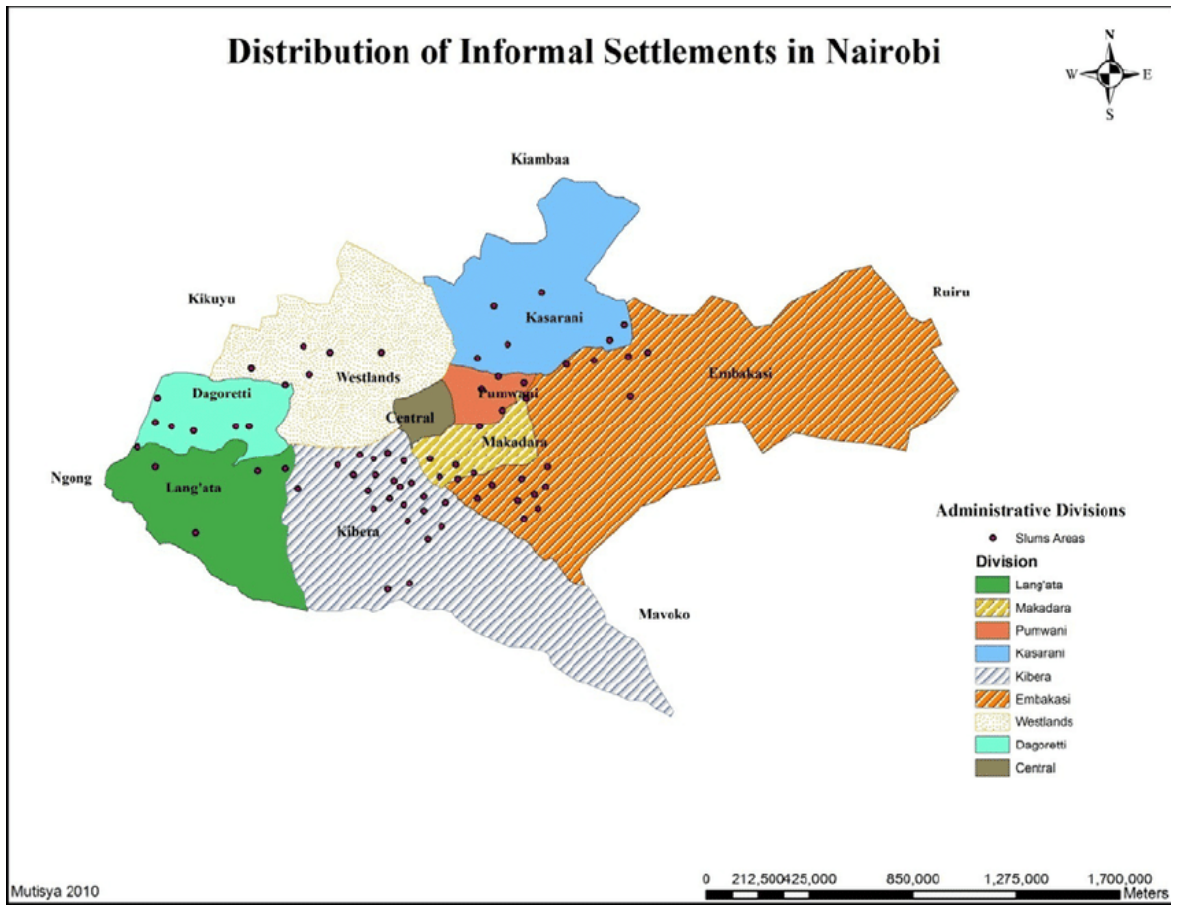 Distribution of Informal Settlements in Nairobi
N
W E
S
Kiambaa
Kikuyu
Ruiru
Kasarani
Westlands
Embakasi
Dagoretti
Pumwani
Central
Makadara
Ngong
Lang'ata
Kibera
Mavoko
Administrative Divisions
Slums Areas
Division
Lang'ata
Makadara
Pumwani
Kasarani
Kibera
Embakasi
Westlands
Dagoretti
Central
0 212,500425,000 850,000 1,275,000 1,700,000
Meters
Mutisya 2010